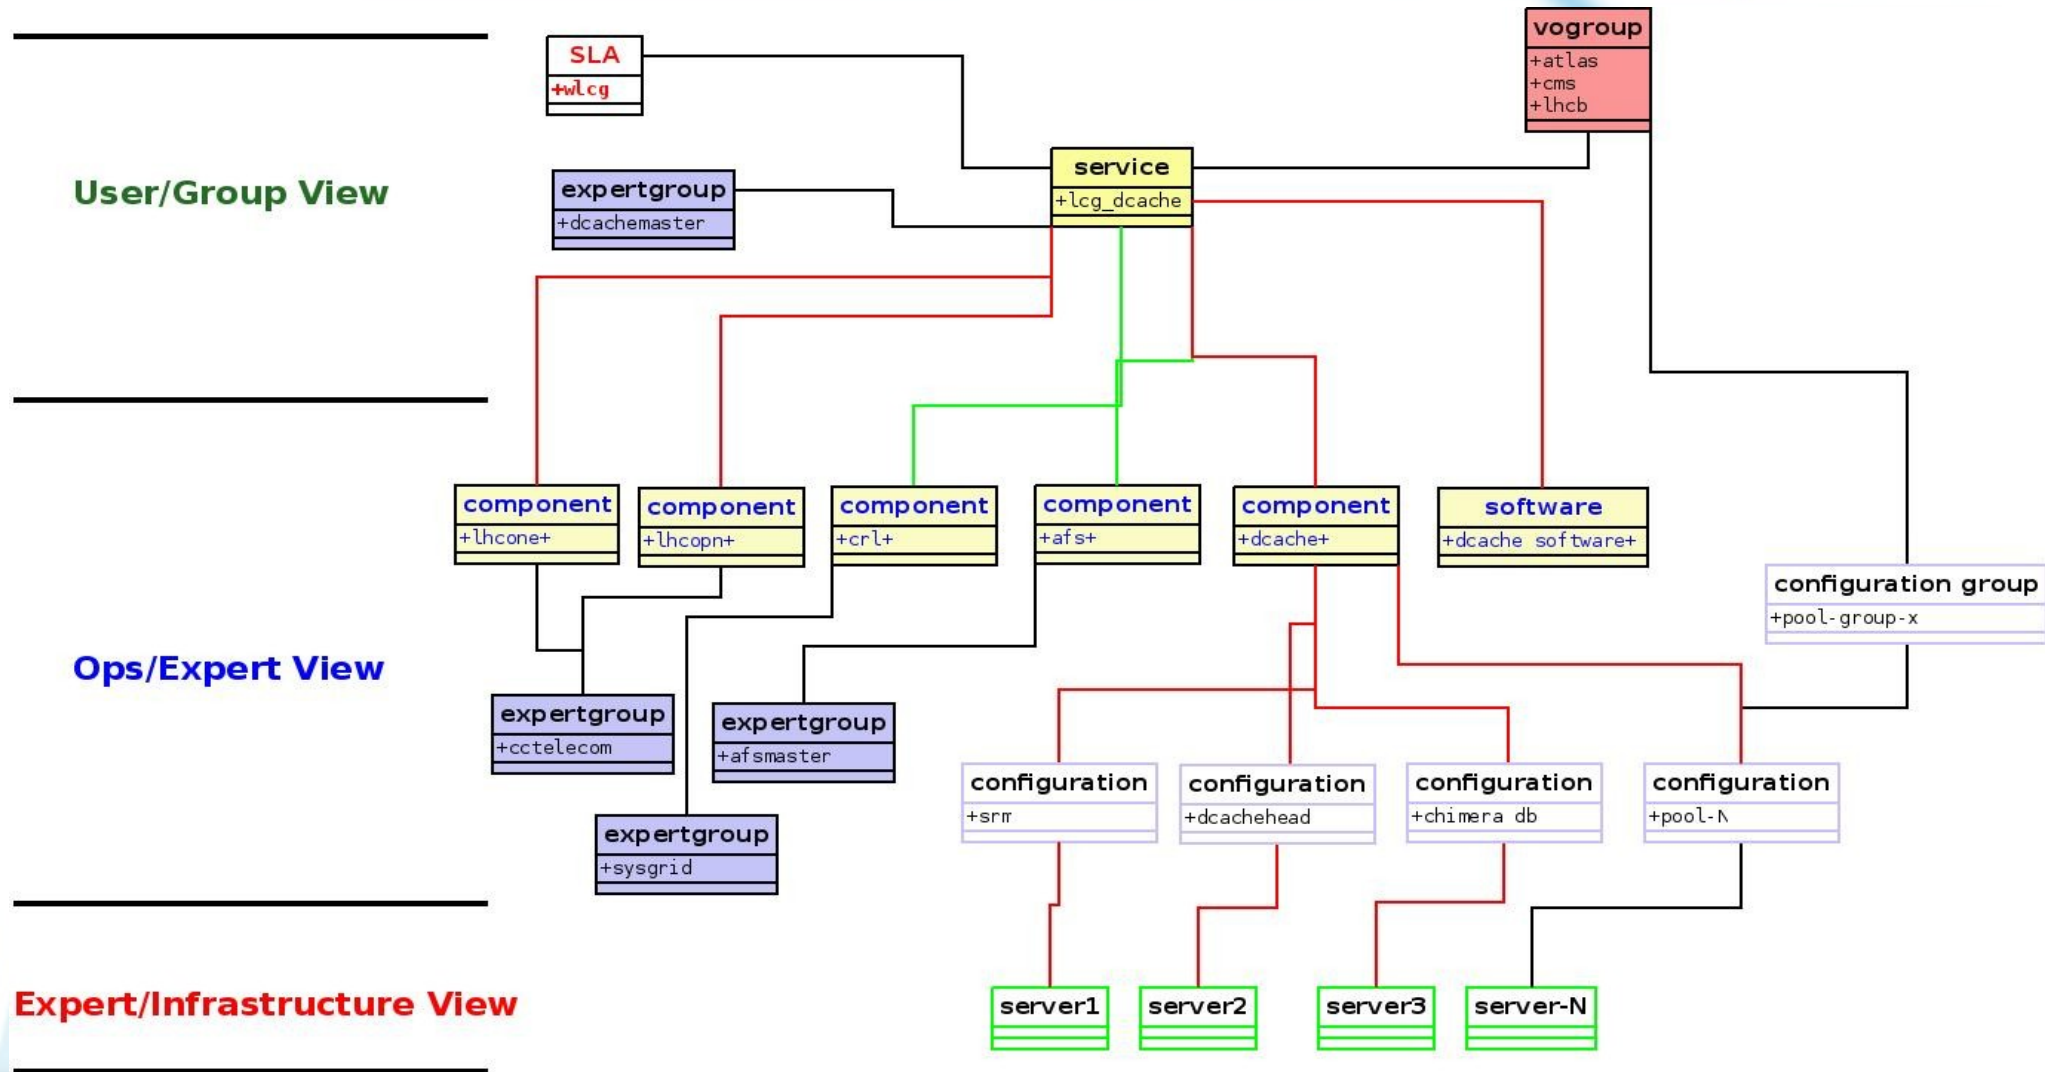 vogroup
+atlas
+cms
+lhcb
SLA
+wlcg
service
+lcg_dcache
User/Group View
expertgroup
+dcachemaster
component
+lhcone+
component
+lhcopn+
component
+crl+
component
+afs+
component
+dcache+
software
+dcache software+
configuration group
+pool-group-x
Ops/Expert View
expertgroup
+cctelecom
expertgroup
+afsmaster
configuration
+srm
configuration
+dcachehead
configuration
+chimera db
configuration
+pool-N
expertgroup
+sysgrid
Expert/Infrastructure View
server1
server2
server3
server-N